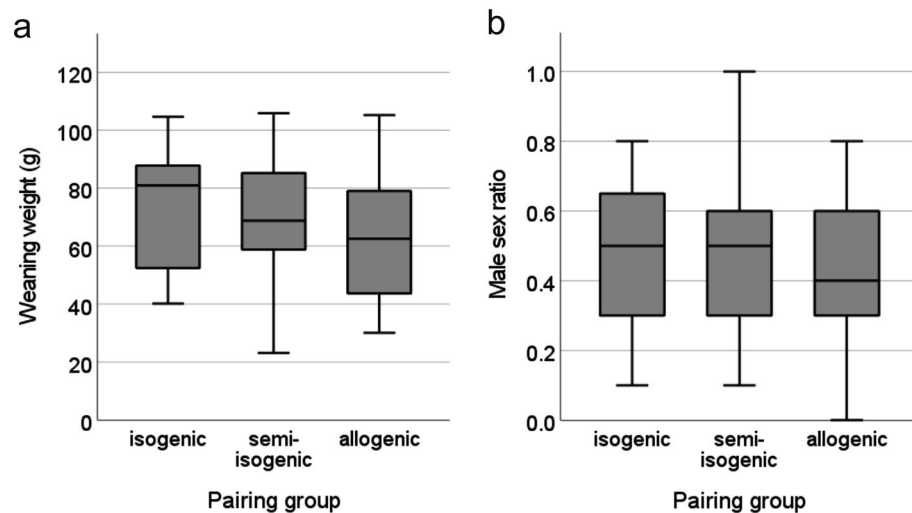 a
Weaning weight (g)
120
100
80
60
40
20
0
isogenic
semi-
isogenic
allogenic
Pairing group
b
Male sex ratio
1.0
0.8
0.6
0.4
0.2
0.0
isogenic
semi-
isogenic
allogenic
Pairing group